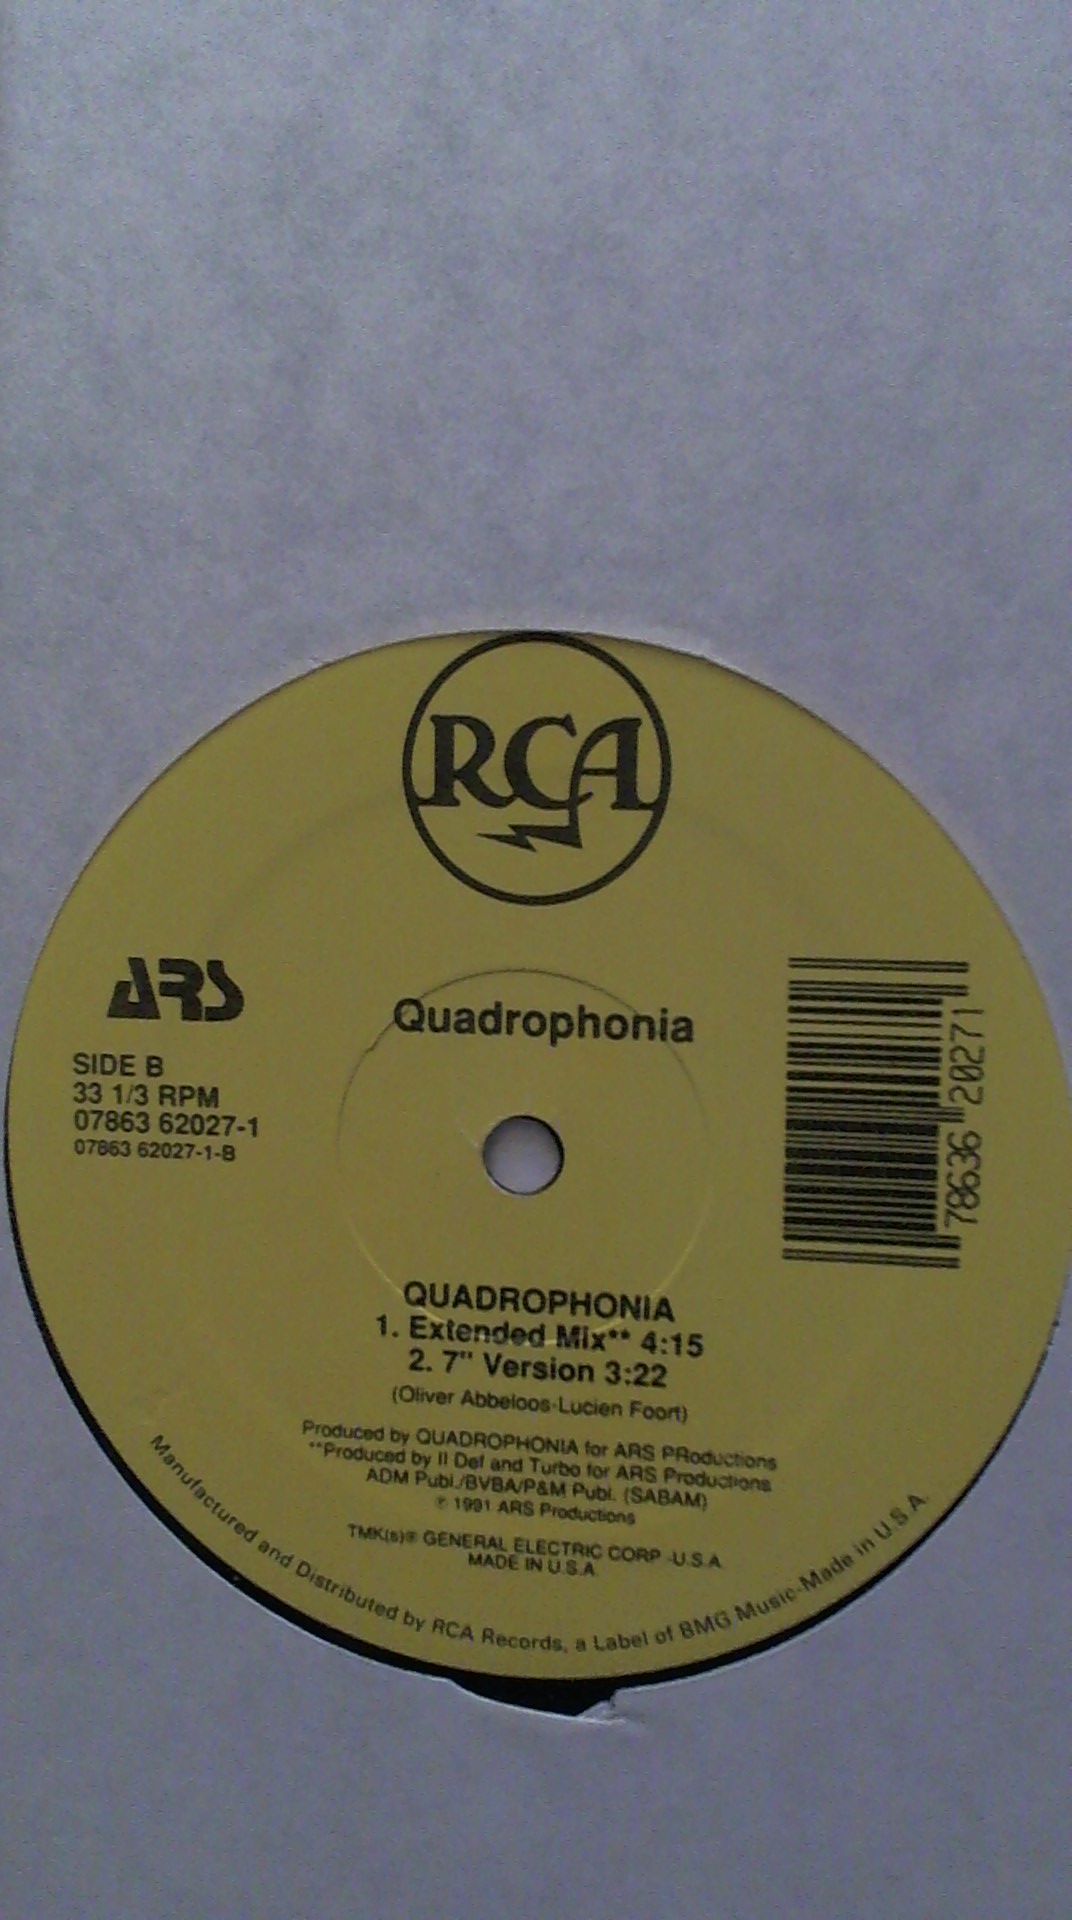 RCA
ARS
Quadrophonia
SIDE B
33 1/3 RPM
07863 62027-1
07863 62027-1-B
78636 20271
QUADROPHONIA
1. Extended Mix** 4:15
2. 7" Version 3:22
(Oliver Abbeloos-Lucien Foort)
Produced by QUADROPHONIA for ARS PRoductions
**Produced by II Def and Turbo for ARS Productions
ADM Publ./BVBA/P&M Publ. (SABAM)
℗ 1991 ARS Productions
TMK(s)® GENERAL ELECTRIC CORP -U.S.A.
MADE IN U.S.A.
Manufactured and Distributed by RCA Records, a Label of BMG Music-Made in U.S.A.